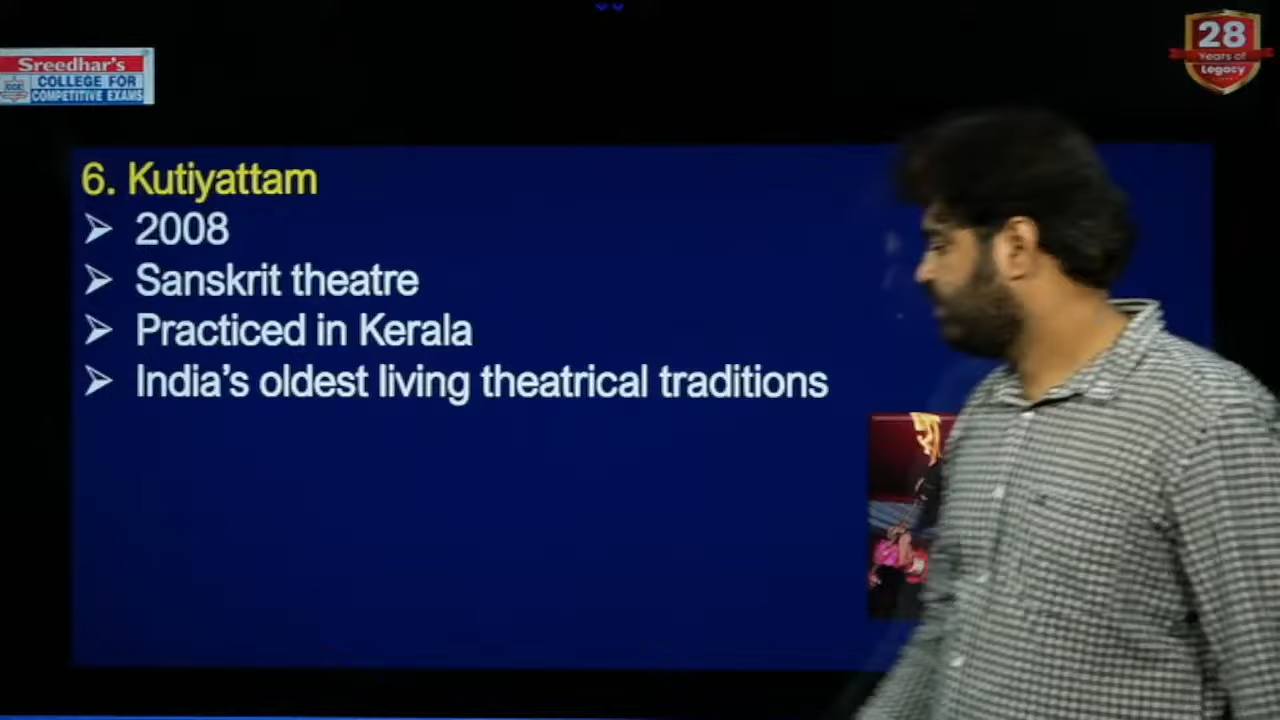 Sreedhar's
COLLEGE FOR
COMPETITIVE EXAMS
28
Years of
Legacy
6. Kutiyattam
➢ 2008
➢ Sanskrit theatre
➢ Practiced in Kerala
➢ India's oldest living theatrical traditions